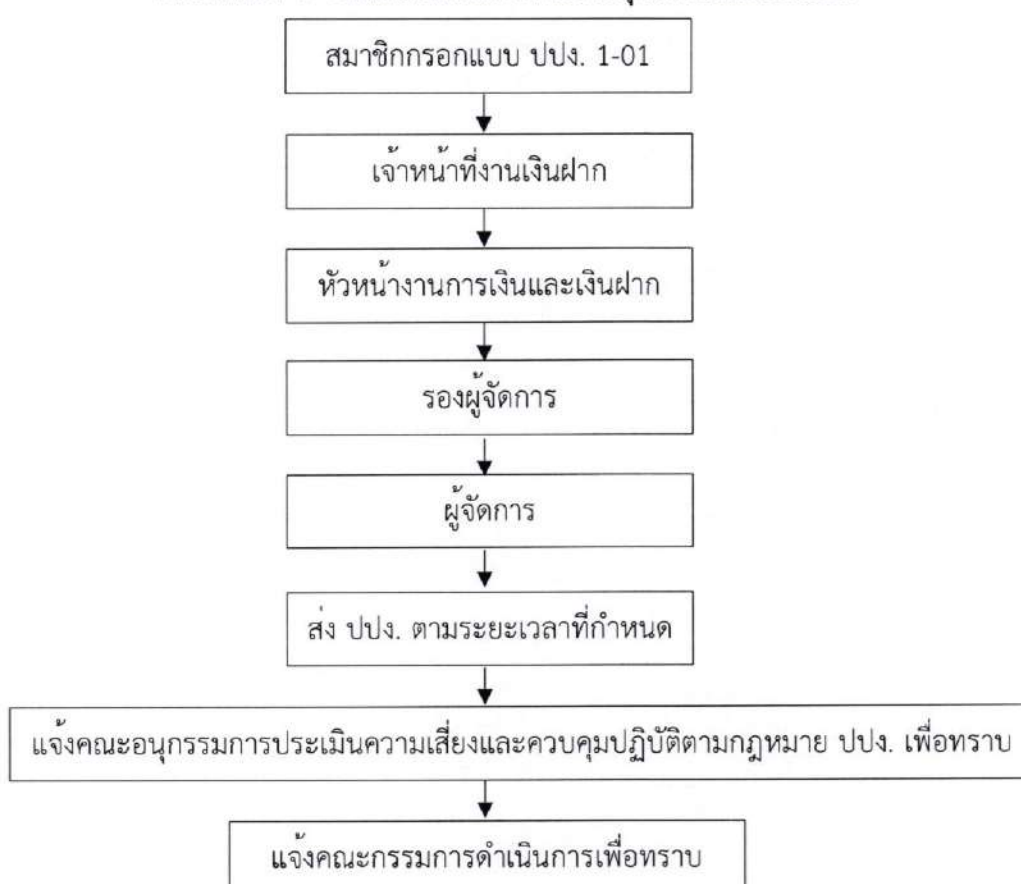 สมาชิกกรอกแบบ ปปง. 1-01
เจ้าหน้าที่งานเงินฝาก
หัวหน้างานการเงินและเงินฝาก
รองผู้จัดการ
ผู้จัดการ
ส่ง ปปง. ตามระยะเวลาที่กำหนด
แจ้งคณะอนุกรรมการประเมินความเสี่ยงและควบคุมปฏิบัติตามกฎหมาย ปปง. เพื่อทราบ
แจ้งคณะกรรมการดำเนินการเพื่อทราบ